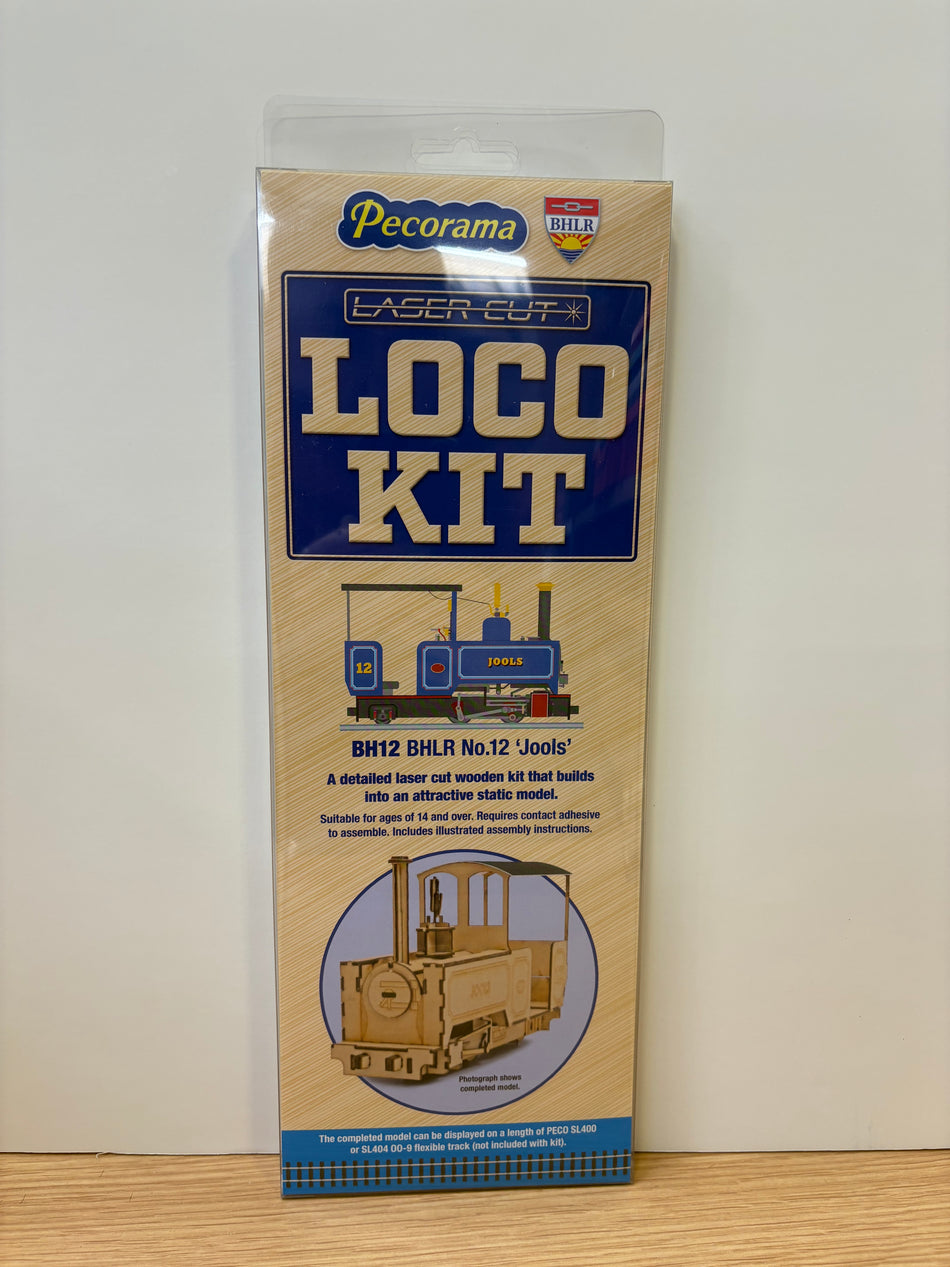 Pecorama
BHLR
LASER CUT
LOCO
KIT
12
JOOLS
BH12 BHLR No.12 ‘Jools’
A detailed laser cut wooden kit that builds
into an attractive static model.
Suitable for ages of 14 and over. Requires contact adhesive
to assemble. Includes illustrated assembly instructions.
Photograph shows
completed model.
The completed model can be displayed on a length of PECO SL400
or SL404 OO-9 flexible track (not included with kit).